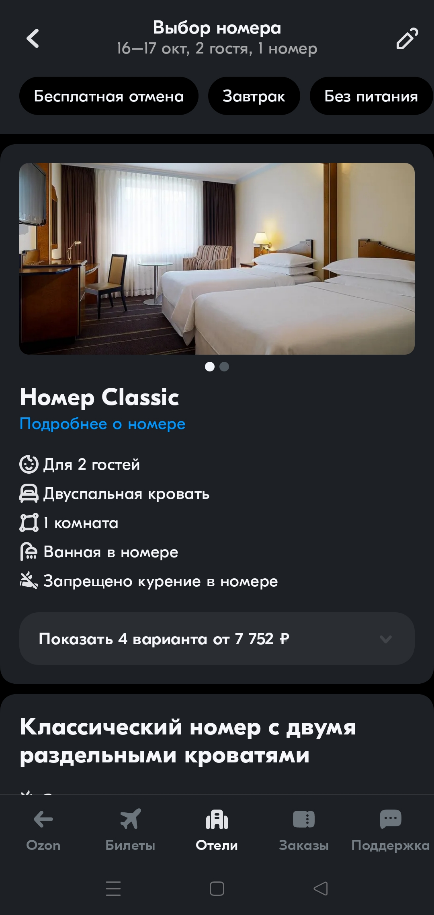 Выбор номера
16–17 окт, 2 гостя, 1 номер
Бесплатная отмена
Завтрак
Без питания
Номер Classic
Подробнее о номере
Для 2 гостей
Двуспальная кровать
1 комната
Ванная в номере
Запрещено курение в номере
Показать 4 варианта от 7 752 ₽
Классический номер с двумя
раздельными кроватями
Ozon
Билеты
Отели
Заказы
Поддержка